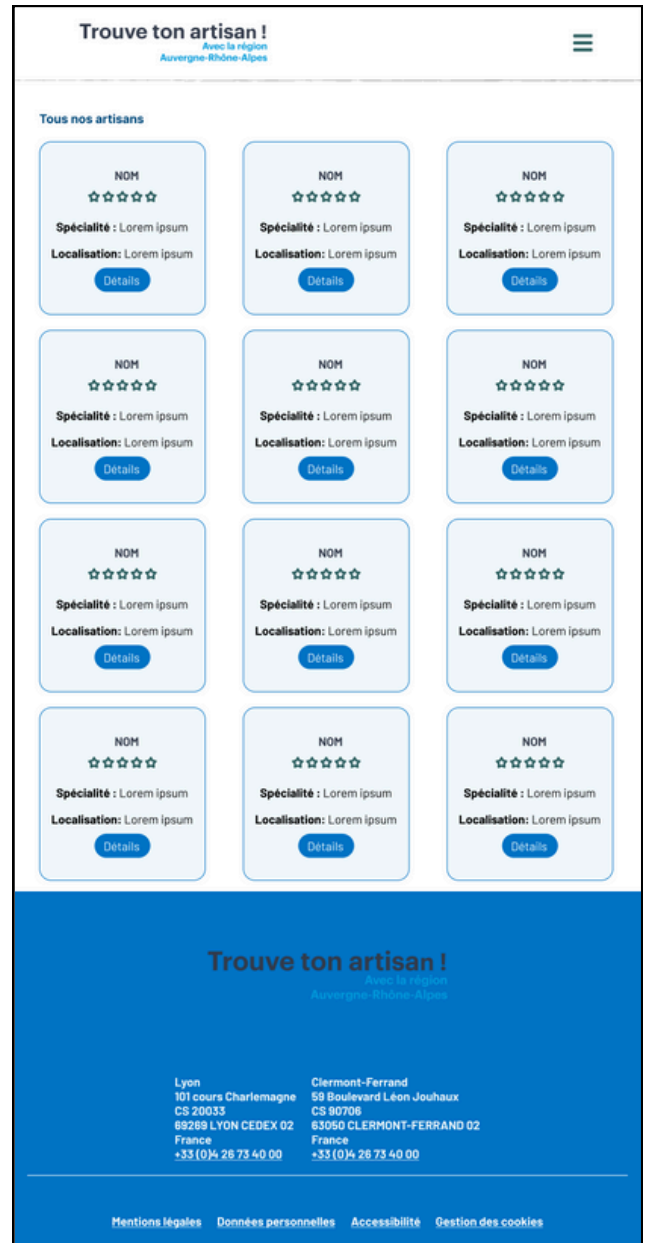 Trouve ton artisan !
Avec la région
Auvergne-Rhône-Alpes
Tous nos artisans
NOM NOM NOM
Spécialité : Lorem ipsum Spécialité : Lorem ipsum Spécialité : Lorem ipsum
Localisation: Lorem ipsum Localisation: Lorem ipsum Localisation: Lorem ipsum
Détails Détails Détails
NOM NOM NOM
Spécialité : Lorem ipsum Spécialité : Lorem ipsum Spécialité : Lorem ipsum
Localisation: Lorem ipsum Localisation: Lorem ipsum Localisation: Lorem ipsum
Détails Détails Détails
NOM NOM NOM
Spécialité : Lorem ipsum Spécialité : Lorem ipsum Spécialité : Lorem ipsum
Localisation: Lorem ipsum Localisation: Lorem ipsum Localisation: Lorem ipsum
Détails Détails Détails
NOM NOM NOM
Spécialité : Lorem ipsum Spécialité : Lorem ipsum Spécialité : Lorem ipsum
Localisation: Lorem ipsum Localisation: Lorem ipsum Localisation: Lorem ipsum
Détails Détails Détails
Trouve ton artisan !
Avec la région
Auvergne-Rhône-Alpes
Lyon
101 cours Charlemagne
CS 20033
69269 LYON CEDEX 02
France
+33 (0)4 26 73 40 00
Clermont-Ferrand
59 Boulevard Léon Jouhaux
CS 90706
63050 CLERMONT-FERRAND 02
France
+33 (0)4 26 73 40 00
Mentions légales Données personnelles Accessibilité Gestion des cookies